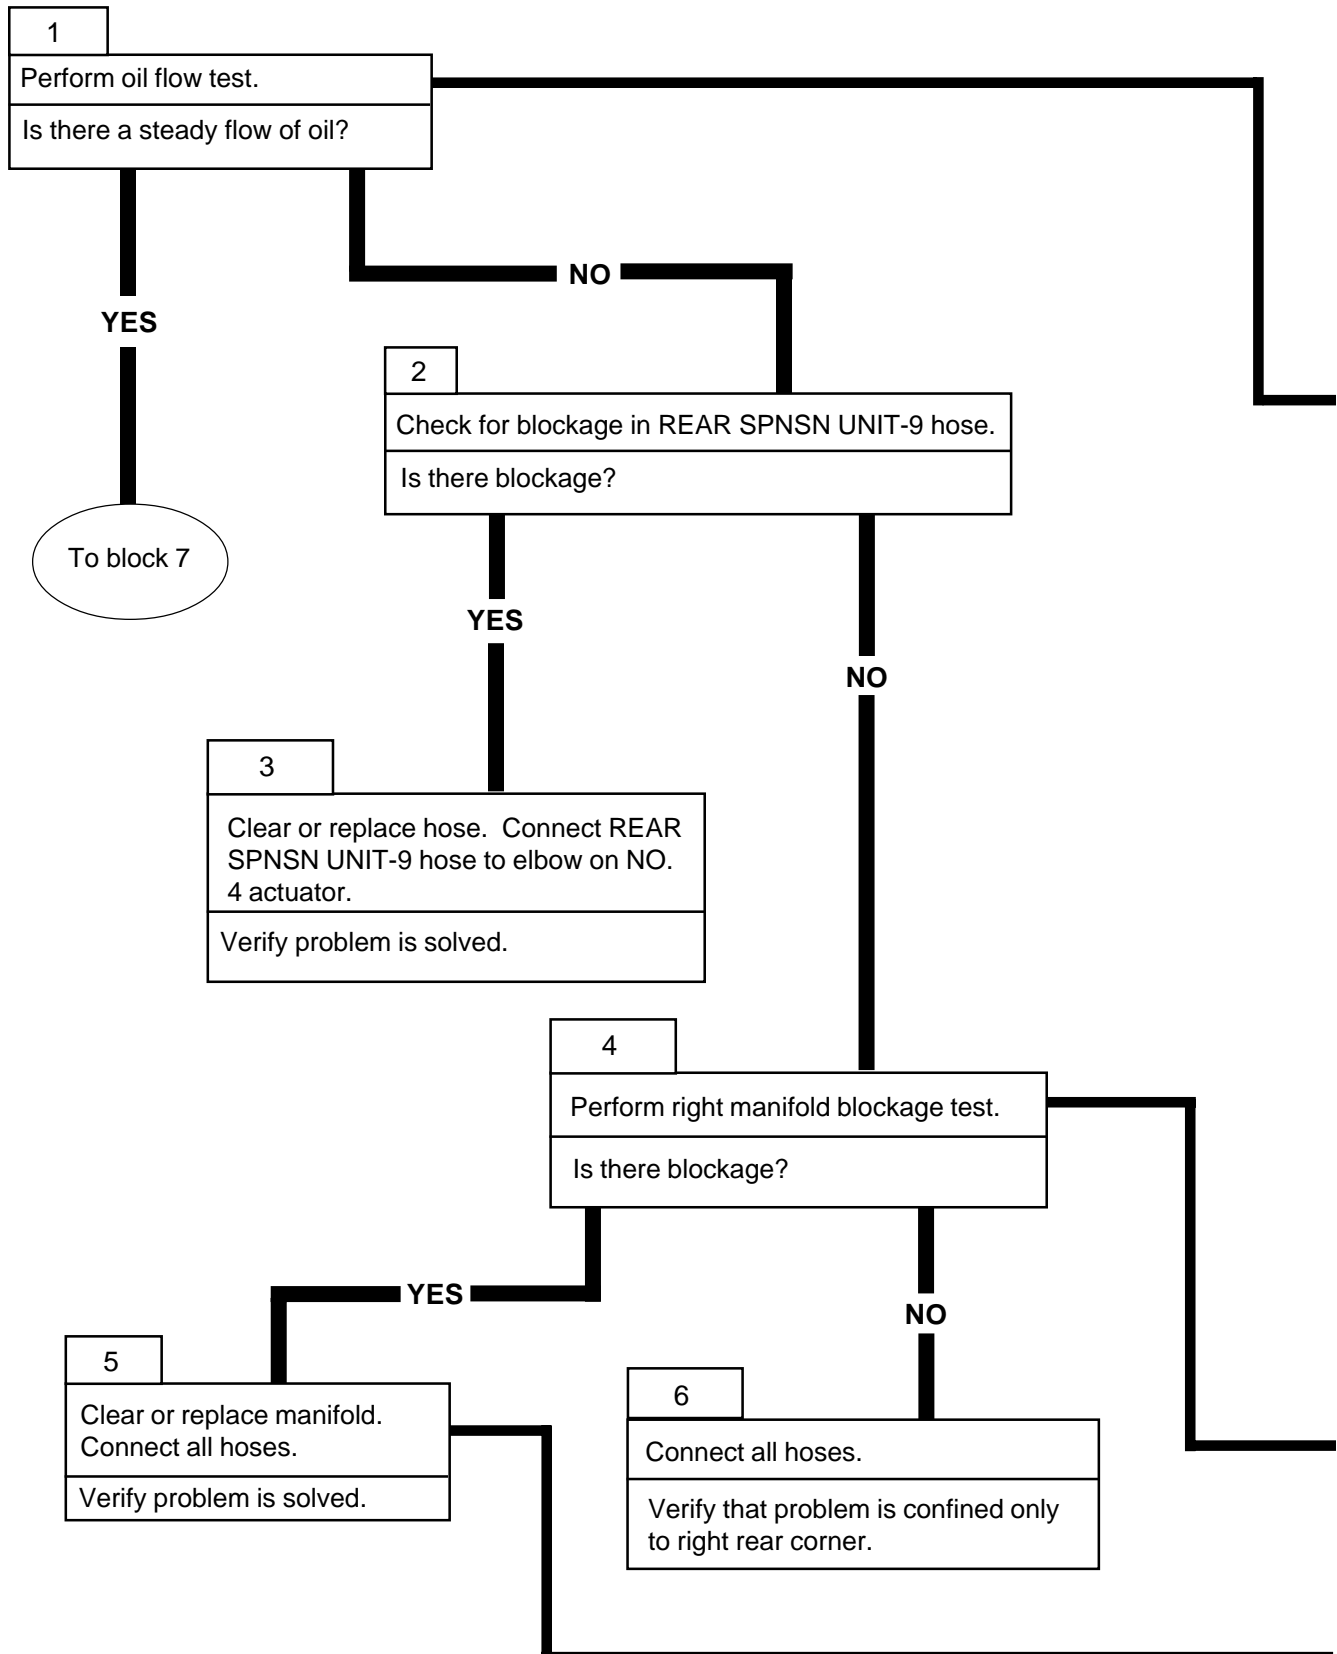 1
Perform oil flow test.
Is there a steady flow of oil?
NO
YES
2
Check for blockage in REAR SPNSN UNIT-9 hose.
Is there blockage?
To block 7
YES
NO
3
Clear or replace hose. Connect REAR
SPNSN UNIT-9 hose to elbow on NO.
4 actuator.
Verify problem is solved.
4
Perform right manifold blockage test.
Is there blockage?
YES
NO
5
Clear or replace manifold.
Connect all hoses.
Verify problem is solved.
6
Connect all hoses.
Verify that problem is confined only
to right rear corner.